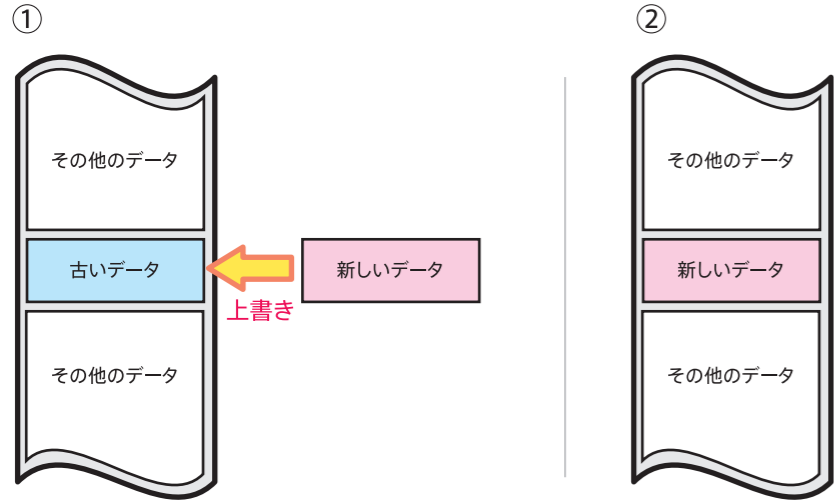 ①
その他のデータ
古いデータ
新しいデータ
上書き
その他のデータ
②
その他のデータ
新しいデータ
その他のデータ